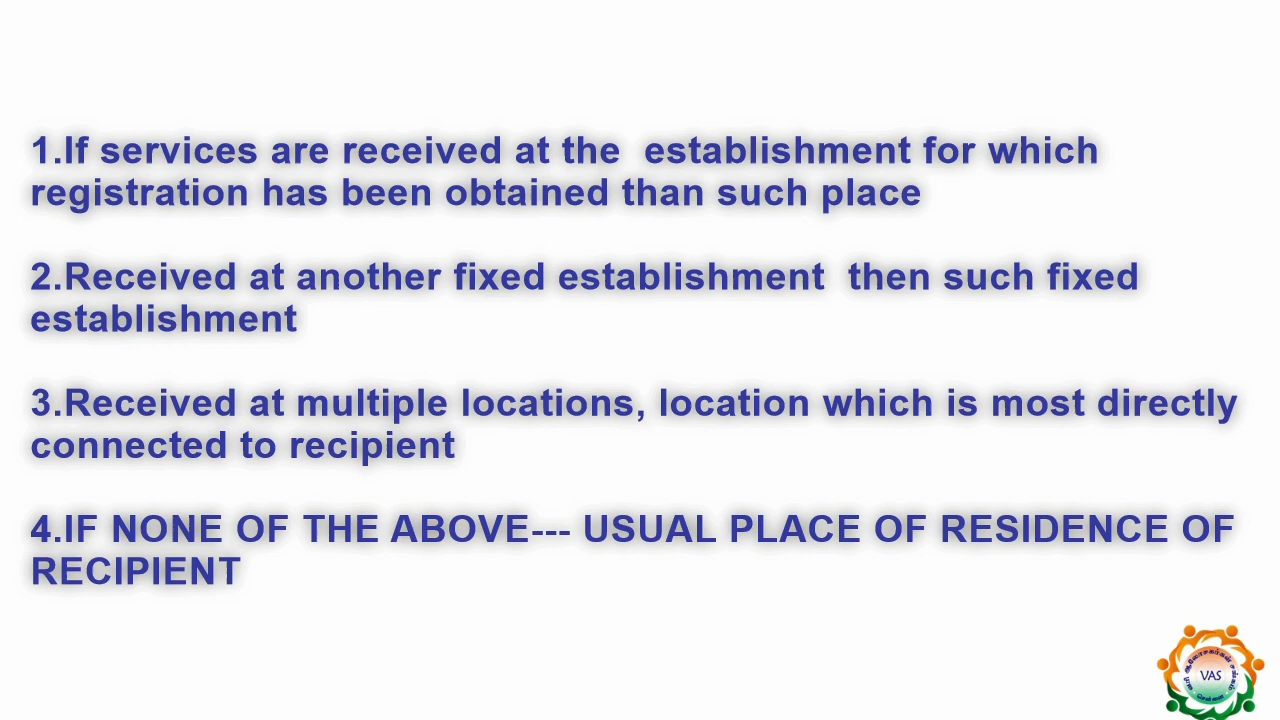 1.If services are received at the  establishment for which
registration has been obtained than such place
2.Received at another fixed establishment  then such fixed
establishment
3.Received at multiple locations, location which is most directly
connected to recipient
4.IF NONE OF THE ABOVE--- USUAL PLACE OF RESIDENCE OF
RECIPIENT
VAS